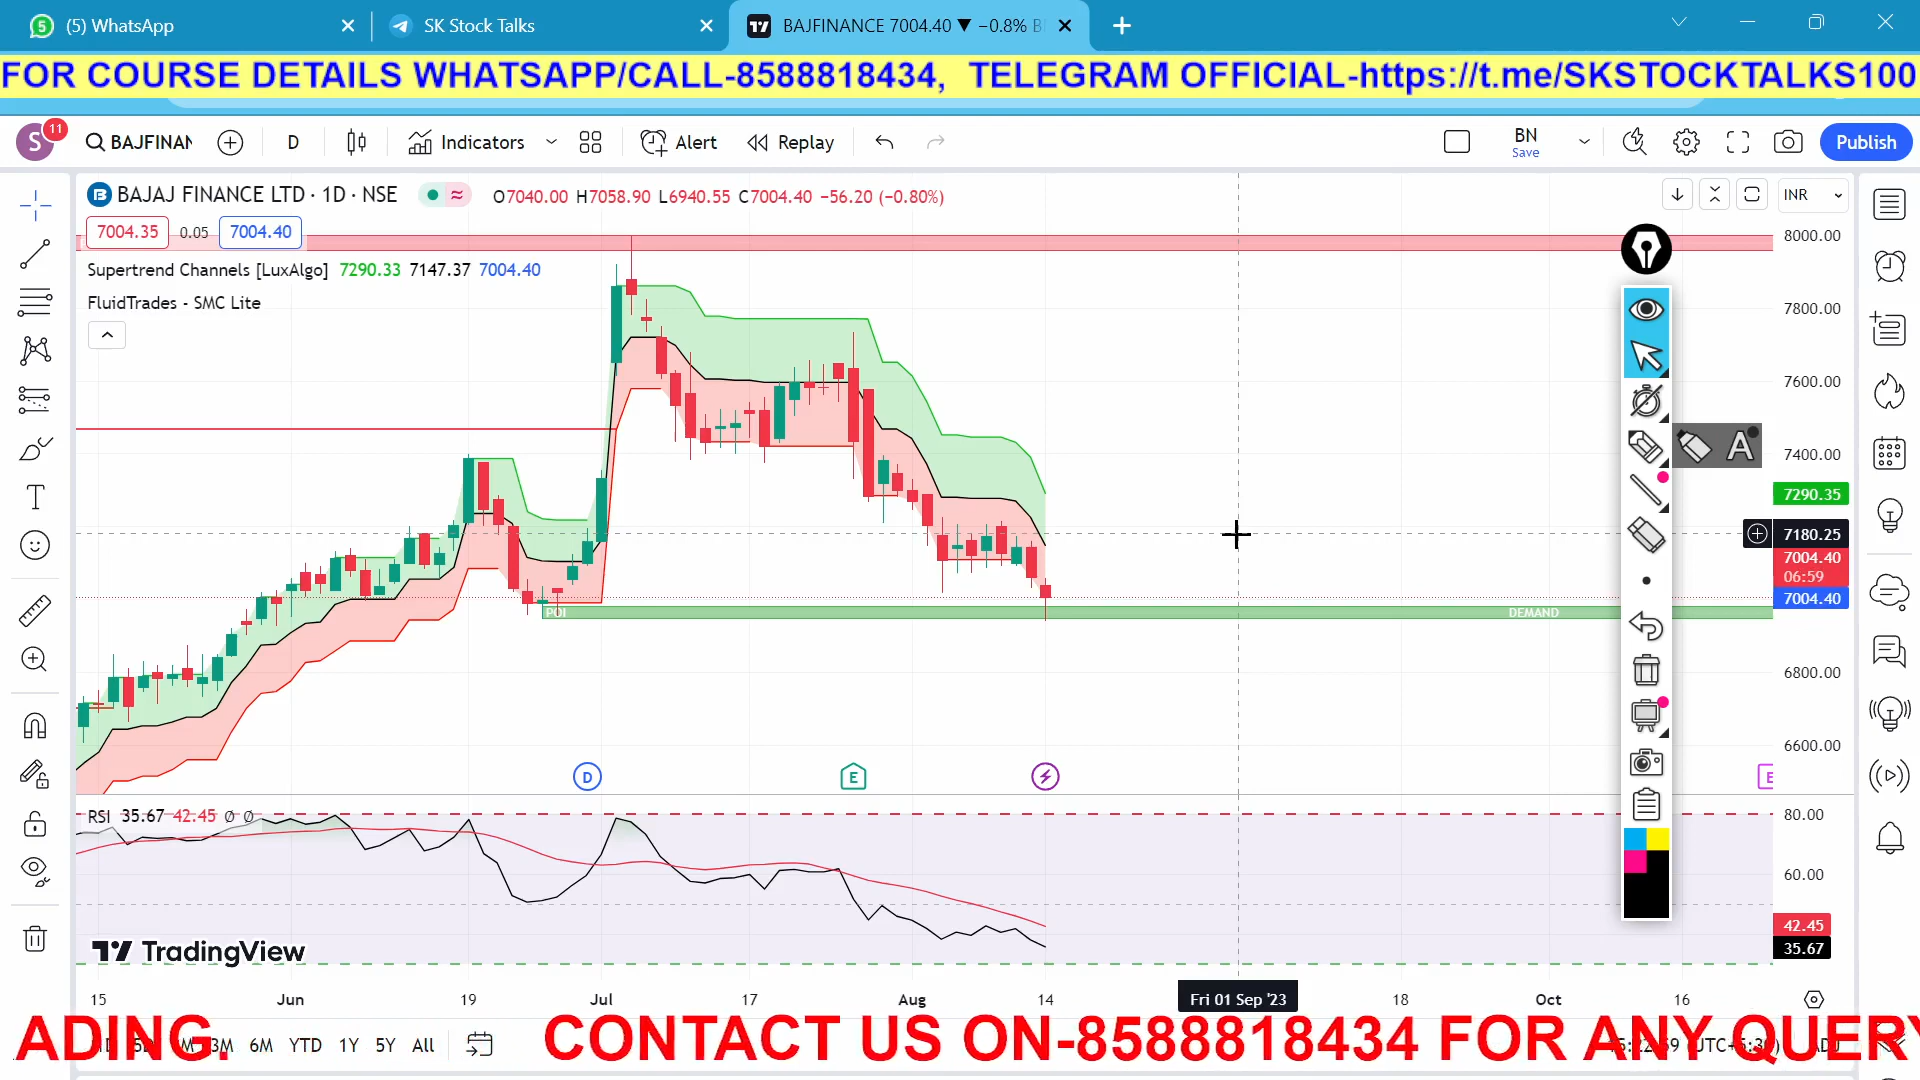 (5) WhatsApp
SK Stock Talks
BAJFINANCE 7004.40 ▼ −0.8%
FOR COURSE DETAILS WHATSAPP/CALL-8588818434, TELEGRAM OFFICIAL-https://t.me/SKSTOCKTALKS100
S 11 BAJFINAN D Indicators Alert Replay BN Save Publish
BAJAJ FINANCE LTD · 1D · NSE O7040.00 H7058.90 L6940.55 C7004.40 −56.20 (−0.80%) INR
7004.35 0.05 7004.40
8000.00
Supertrend Channels [LuxAlgo] 7290.33 7147.37 7004.40
FluidTrades - SMC Lite
7800.00
7600.00
7400.00
7290.35
7180.25
7004.40
06:59
7004.40
POI DEMAND
6800.00
6600.00
D E E
RSI 35.67 42.45 Ø Ø
80.00
60.00
42.45
35.67
TradingView
15 Jun 19 Jul 17 Aug 14 Fri 01 Sep '23 18 Oct 16
ADING. CONTACT US ON-8588818434 FOR ANY QUERY
3M 6M YTD 1Y 5Y All
A